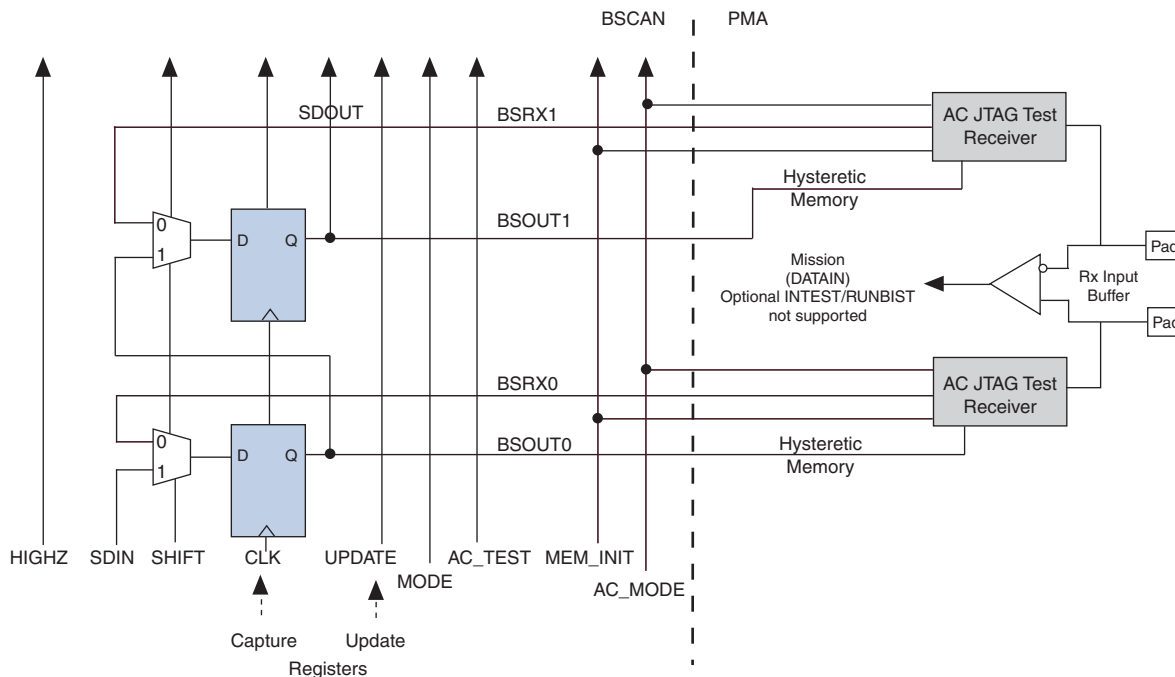 BSCAN
PMA
SDOUT
BSRX1
AC JTAG Test
Receiver
Hysteretic
Memory
0
1
D
Q
BSOUT1
Mission
(DATAIN)
Optional INTEST/RUNBIST
not supported
Rx Input
Buffer
BSRX0
AC JTAG Test
Receiver
0
1
D
Q
BSOUT0
Hysteretic
Memory
HIGHZ
SDIN
SHIFT
CLK
UPDATE
MODE
AC_TEST
MEM_INIT
AC_MODE
Capture
Update
Registers